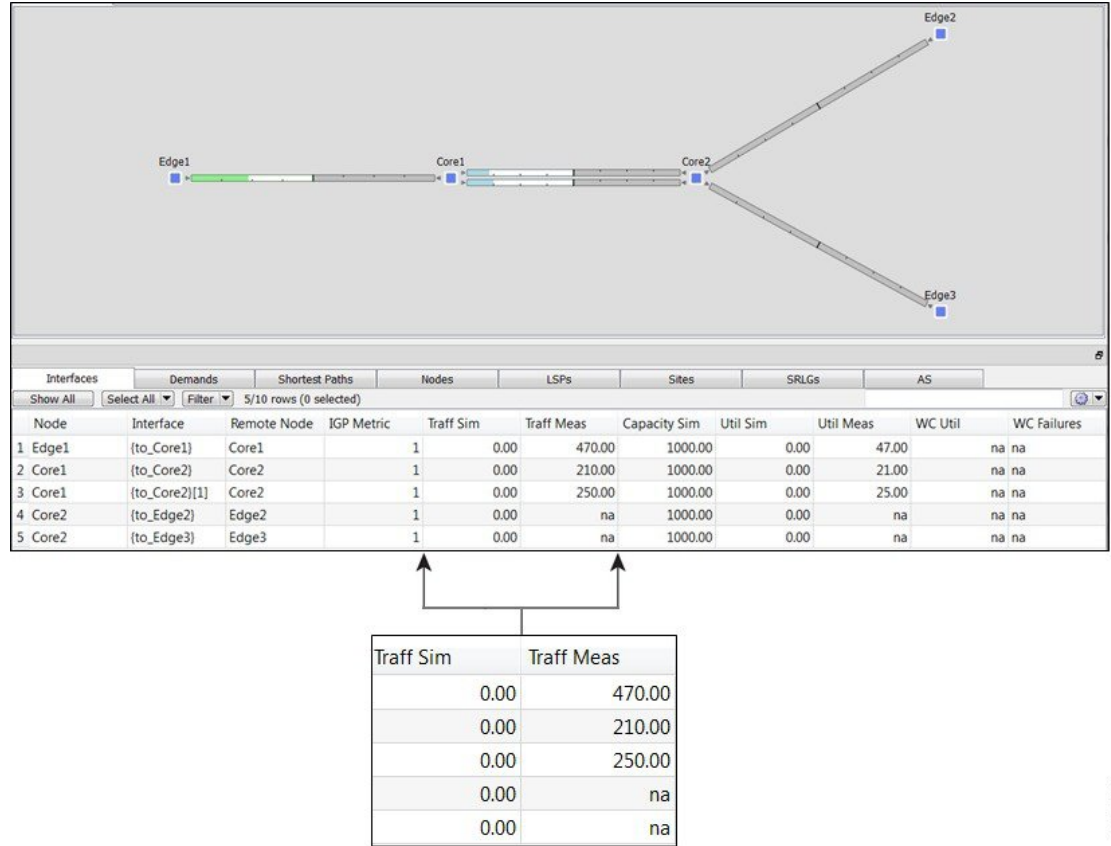 Edge2
Edge1 Core1 Core2
Edge3
Interfaces Demands Shortest Paths Nodes LSPs Sites SRLGs AS
Show All Select All Filter 5/10 rows (0 selected)
Node Interface Remote Node IGP Metric Traff Sim Traff Meas Capacity Sim Util Sim Util Meas WC Util WC Failures
1 Edge1 {to_Core1} Core1 1 0.00 470.00 1000.00 0.00 47.00 na na
2 Core1 {to_Core2} Core2 1 0.00 210.00 1000.00 0.00 21.00 na na
3 Core1 {to_Core2}[1] Core2 1 0.00 250.00 1000.00 0.00 25.00 na na
4 Core2 {to_Edge2} Edge2 1 0.00 na 1000.00 0.00 na na na
5 Core2 {to_Edge3} Edge3 1 0.00 na 1000.00 0.00 na na na
Traff Sim Traff Meas
0.00 470.00
0.00 210.00
0.00 250.00
0.00 na
0.00 na